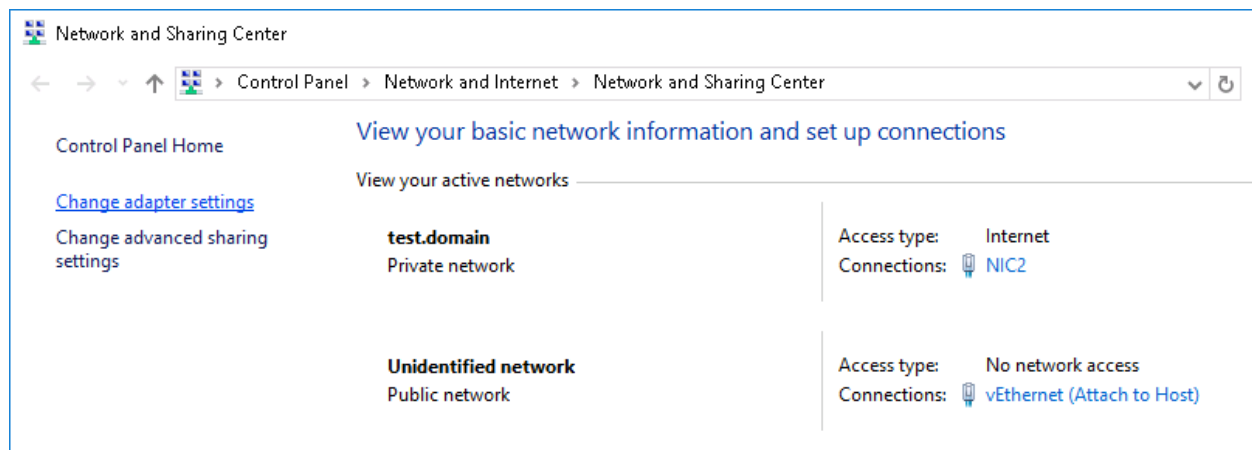 Network and Sharing Center
Control Panel > Network and Internet > Network and Sharing Center
Control Panel Home
Change adapter settings
Change advanced sharing
settings
View your basic network information and set up connections
View your active networks
test.domain
Private network
Access type: Internet
Connections: NIC2
Unidentified network
Public network
Access type: No network access
Connections: vEthernet (Attach to Host)